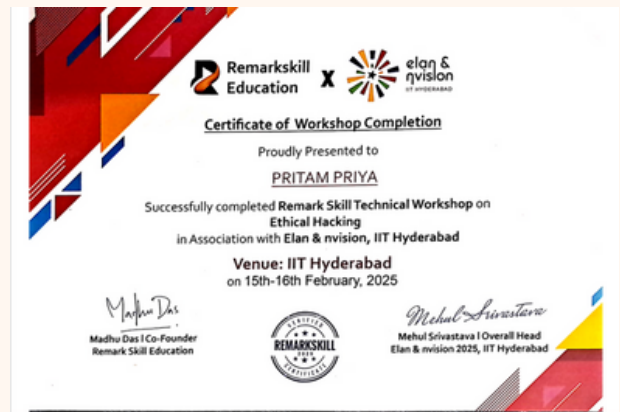 Remarkskill
Education
X
elan &
ηvision
IIT HYDERABAD
Certificate of Workshop Completion
Proudly Presented to
PRITAM PRIYA
Successfully completed Remark Skill Technical Workshop on
Ethical Hacking
in Association with Elan & nvision, IIT Hyderabad
Venue: IIT Hyderabad
on 15th-16th February, 2025
Madhu Das
Madhu Das I Co-Founder
Remark Skill Education
VERIFIED
REMARKSKILL
CERTIFICATE
Mehul Srivastava
Mehul Srivastava I Overall Head
Elan & nvision 2025, IIT Hyderabad